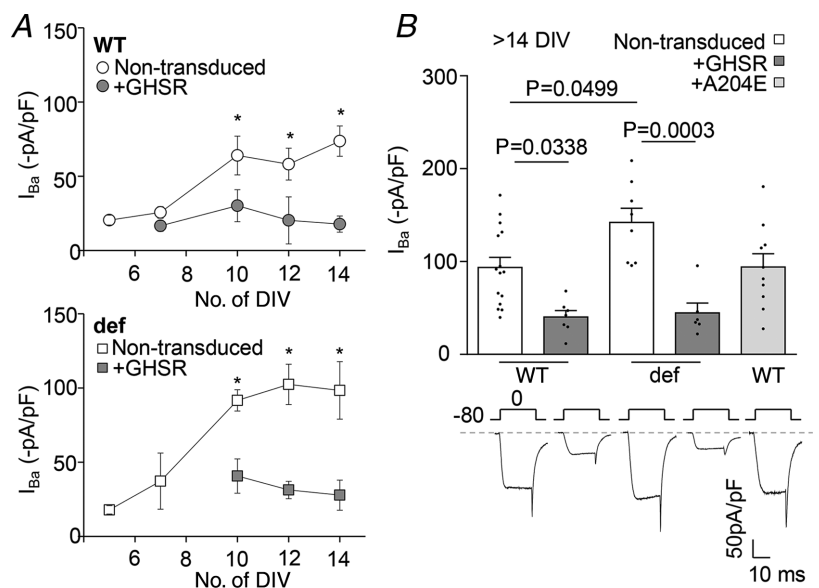 A
WT
Non-transduced
+GHSR
150
100
50
0
I_Ba (-pA/pF)
* * *
6 8 10 12 14
No. of DIV
def
Non-transduced
+GHSR
150
100
50
0
I_Ba (-pA/pF)
* * *
6 8 10 12 14
No. of DIV
B
>14 DIV
Non-transduced
+GHSR
+A204E
300
200
100
0
I_Ba (-pA/pF)
P=0.0499
P=0.0338
P=0.0003
WT def WT
0
-80
50pA/pF
10 ms